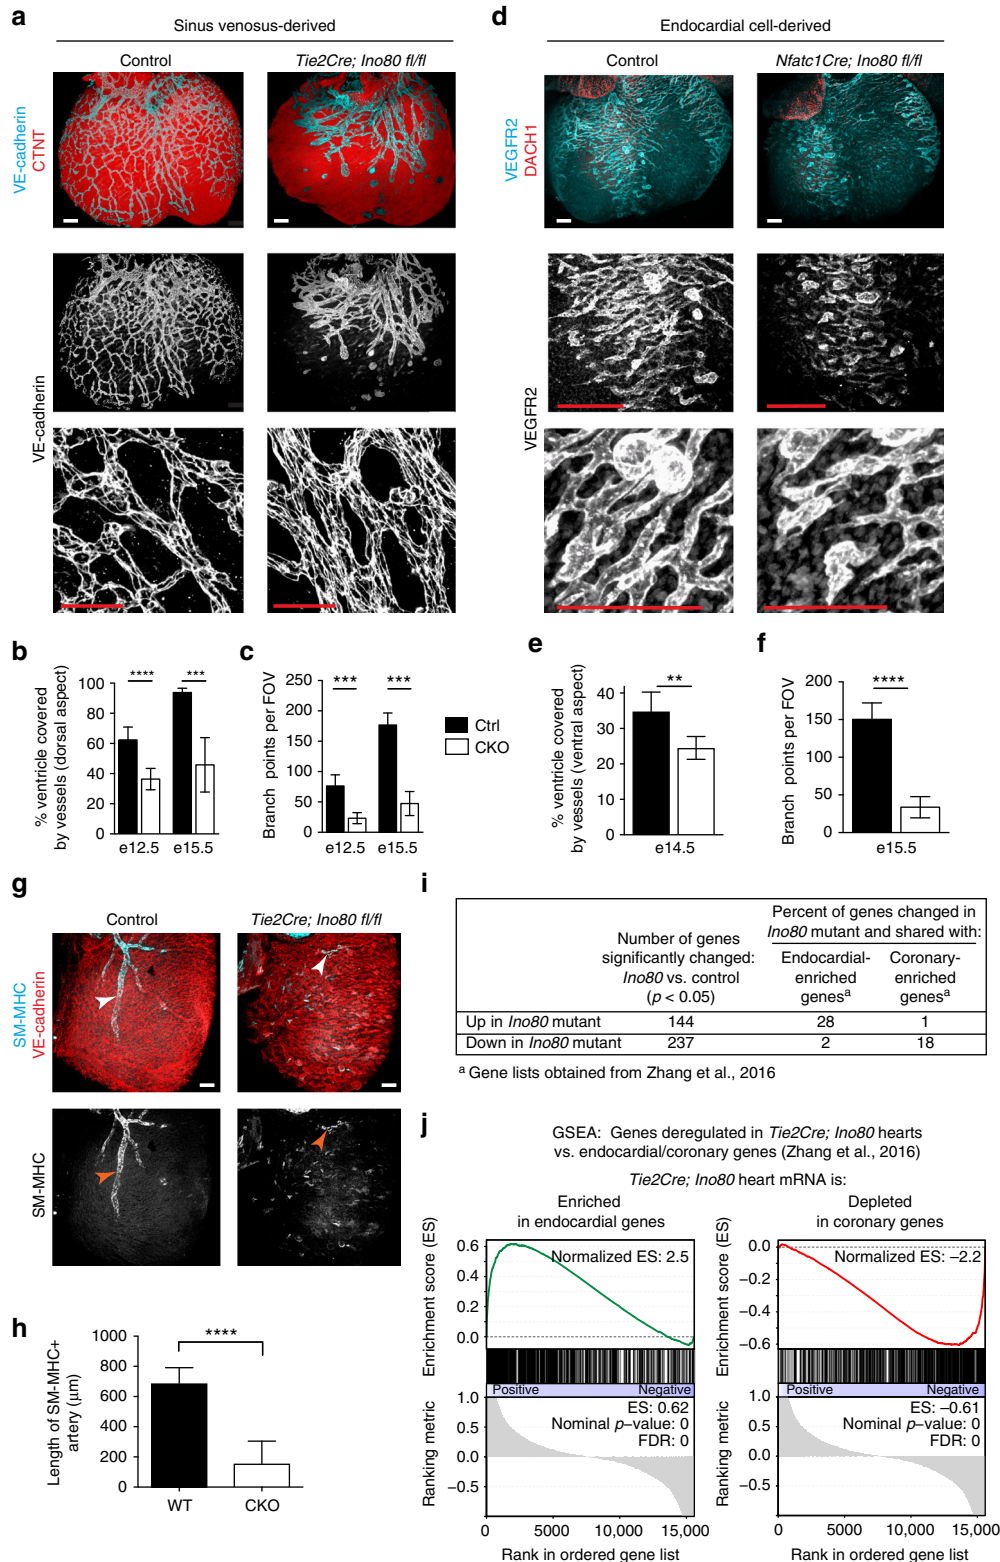 a
Sinus venosus-derived
Control
Tie2Cre; Ino80 fl/fl
VE-cadherin
CTNT
VE-cadherin
d
Endocardial cell-derived
Control
Nfatc1Cre; Ino80 fl/fl
VEGFR2
DACH1
VEGFR2
b
% ventricle covered
by vessels (dorsal aspect)
100
80
60
40
20
0
****
***
e12.5
e15.5
c
Branch points per FOV
250
200
150
100
50
0
***
***
e12.5
e15.5
Ctrl
CKO
e
% ventricle covered
by vessels (ventral aspect)
40
30
20
10
0
**
e14.5
f
Branch points per FOV
200
150
100
50
0
****
e15.5
g
Control
Tie2Cre; Ino80 fl/fl
SM-MHC
VE-cadherin
SM-MHC
h
Length of SM-MHC+
artery (μm)
1000
800
600
400
200
0
****
WT
CKO
i
Number of genes
significantly changed:
Ino80 vs. control
(p < 0.05)
Percent of genes changed in
Ino80 mutant and shared with:
Endocardial-
enriched
genesᵃ
Coronary-
enriched
genesᵃ
Up in Ino80 mutant 144 28 1
Down in Ino80 mutant 237 2 18
ᵃ Gene lists obtained from Zhang et al., 2016
j
GSEA: Genes deregulated in Tie2Cre; Ino80 hearts
vs. endocardial/coronary genes (Zhang et al., 2016)
Tie2Cre; Ino80 heart mRNA is:
Enriched
in endocardial genes
Enrichment score (ES)
0.6
0.4
0.2
0.0
Normalized ES: 2.5
Positive
Negative
Ranking metric
1.0
0.5
0.0
−0.5
ES: 0.62
Nominal p-value: 0
FDR: 0
0
5000
10,000
15,000
Rank in ordered gene list
Depleted
in coronary genes
Enrichment score (ES)
0.0
−0.2
−0.4
−0.6
Normalized ES: −2.2
Positive
Negative
Ranking metric
1.0
0.5
0.0
−0.5
ES: −0.61
Nominal p-value: 0
FDR: 0
0
5000
10,000
15,000
Rank in ordered gene list